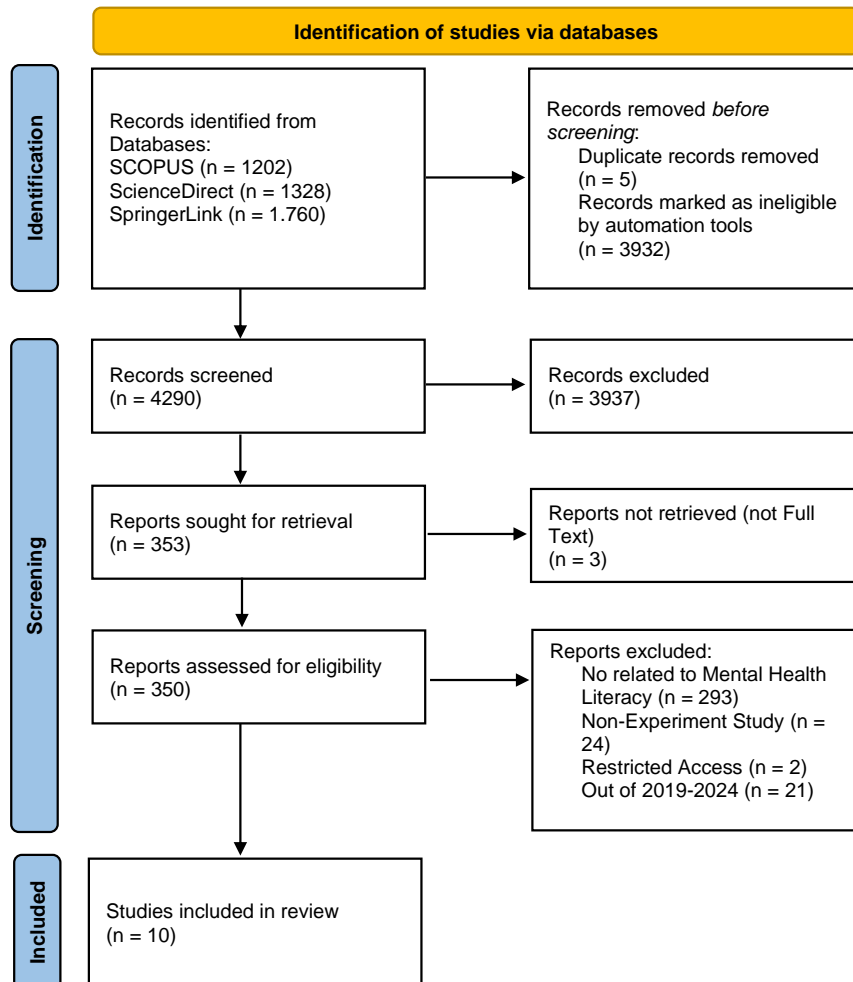 Identification of studies via databases
Identification
Records identified from
Databases:
SCOPUS (n = 1202)
ScienceDirect (n = 1328)
SpringerLink (n = 1.760)
Records removed before
screening:
Duplicate records removed
(n = 5)
Records marked as ineligible
by automation tools
(n = 3932)
Screening
Records screened
(n = 4290)
Records excluded
(n = 3937)
Reports sought for retrieval
(n = 353)
Reports not retrieved (not Full
Text)
(n = 3)
Reports assessed for eligibility
(n = 350)
Reports excluded:
No related to Mental Health
Literacy (n = 293)
Non-Experiment Study (n =
24)
Restricted Access (n = 2)
Out of 2019-2024 (n = 21)
Included
Studies included in review
(n = 10)